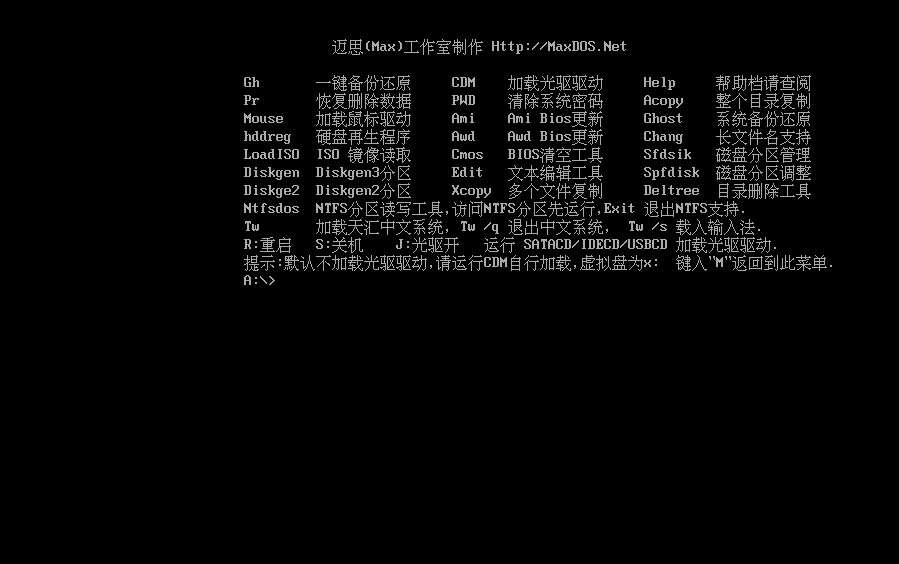 迈思(Max)工作室制作 Http://MaxDOS.Net
Gh 一键备份还原 CDM 加载光驱驱动 Help 帮助档请查阅
Pr 恢复删除数据 PWD 清除系统密码 Acopy 整个目录复制
Mouse 加载鼠标驱动 Ami Ami Bios更新 Ghost 系统备份还原
hddreg 硬盘再生程序 Awd Awd Bios更新 Chang 长文件名支持
LoadISO ISO 镜像读取 Cmos BIOS清空工具 Sfdsik 磁盘分区管理
Diskgen Diskgen3分区 Edit 文本编辑工具 Spfdisk 磁盘分区调整
Diskge2 Diskgen2分区 Xcopy 多个文件复制 Deltree 目录删除工具
Ntfsdos NTFS分区读写工具,访问NTFS分区先运行,Exit 退出NTFS支持.
Tw 加载天汇中文系统, Tw /q 退出中文系统, Tw /s 载入输入法.
R:重启 S:关机 J:光驱开 运行 SATACD/IDECD/USBCD 加载光驱驱动.
提示:默认不加载光驱驱动,请运行CDM自行加载,虚拟盘为x: 键入"M"返回到此菜单.
A:\>